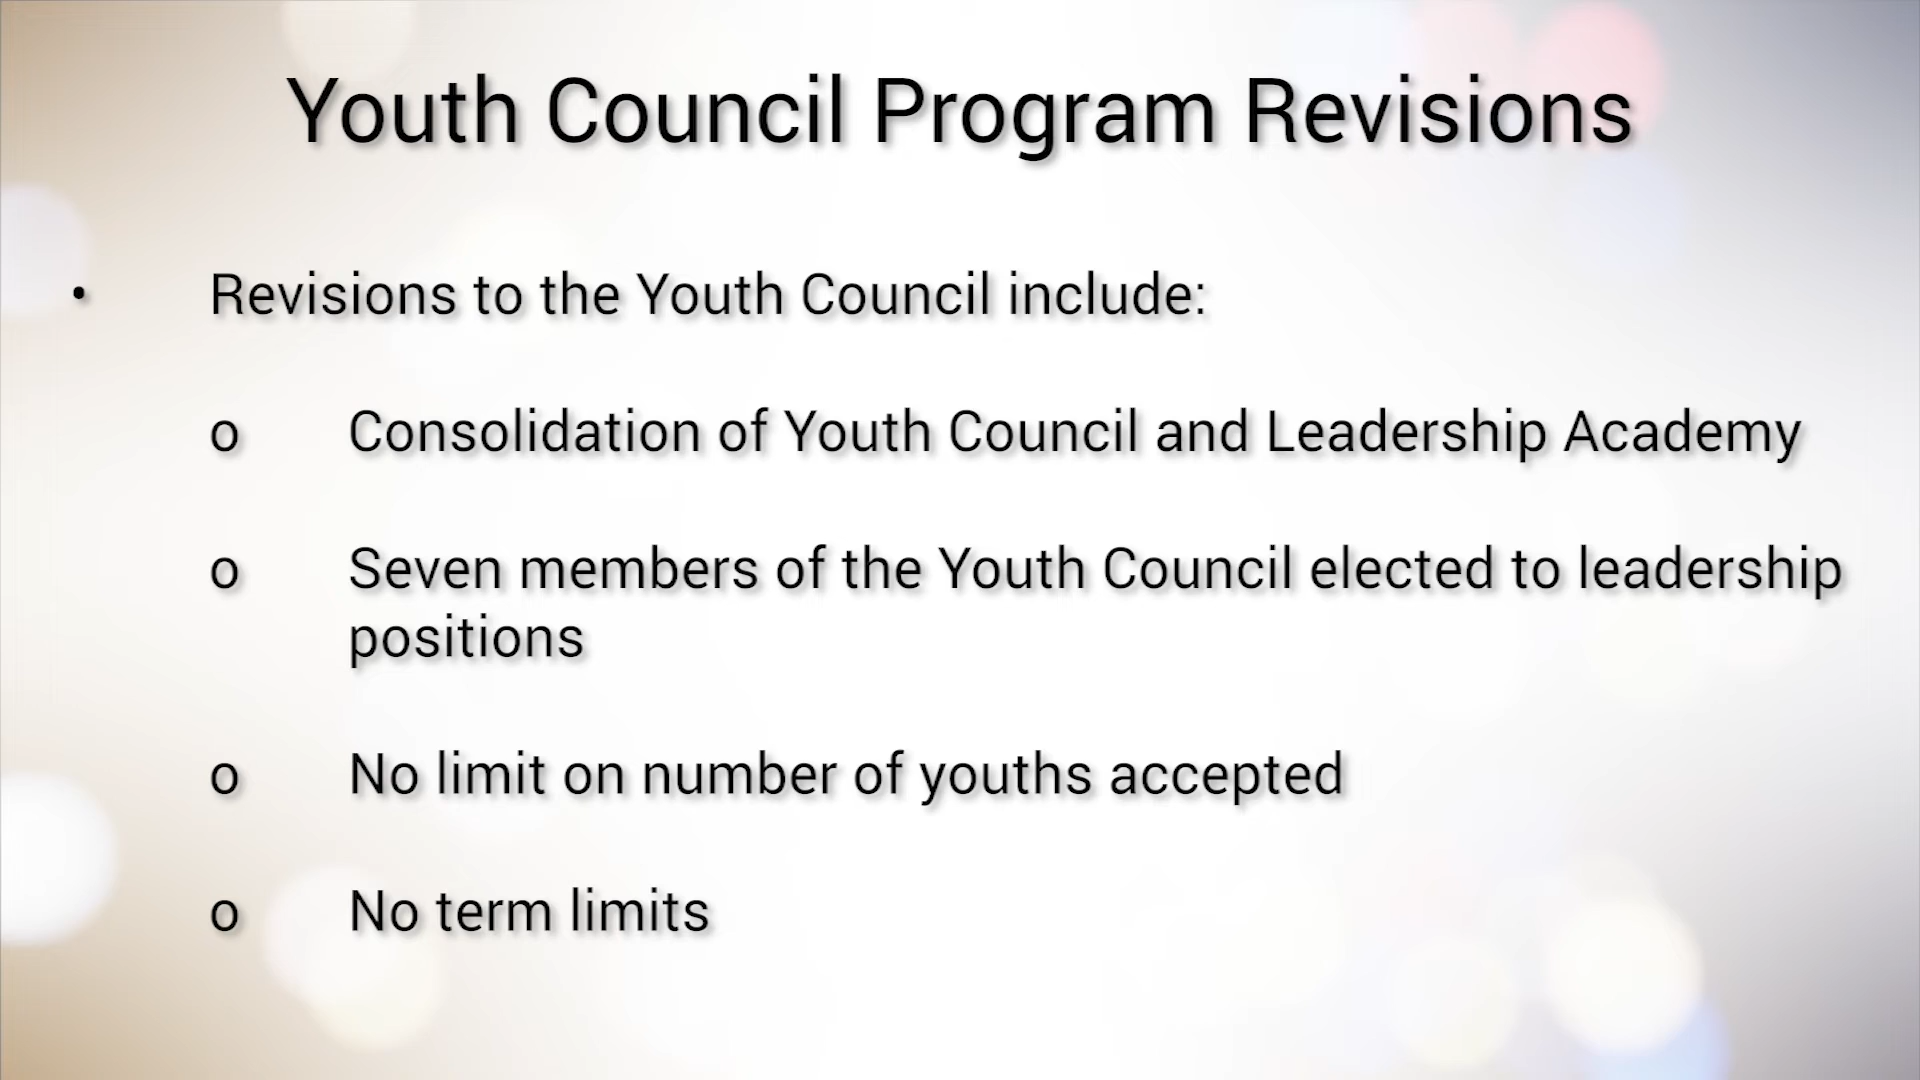 Youth Council Program Revisions
• Revisions to the Youth Council include:
o Consolidation of Youth Council and Leadership Academy
o Seven members of the Youth Council elected to leadership
positions
o No limit on number of youths accepted
o No term limits